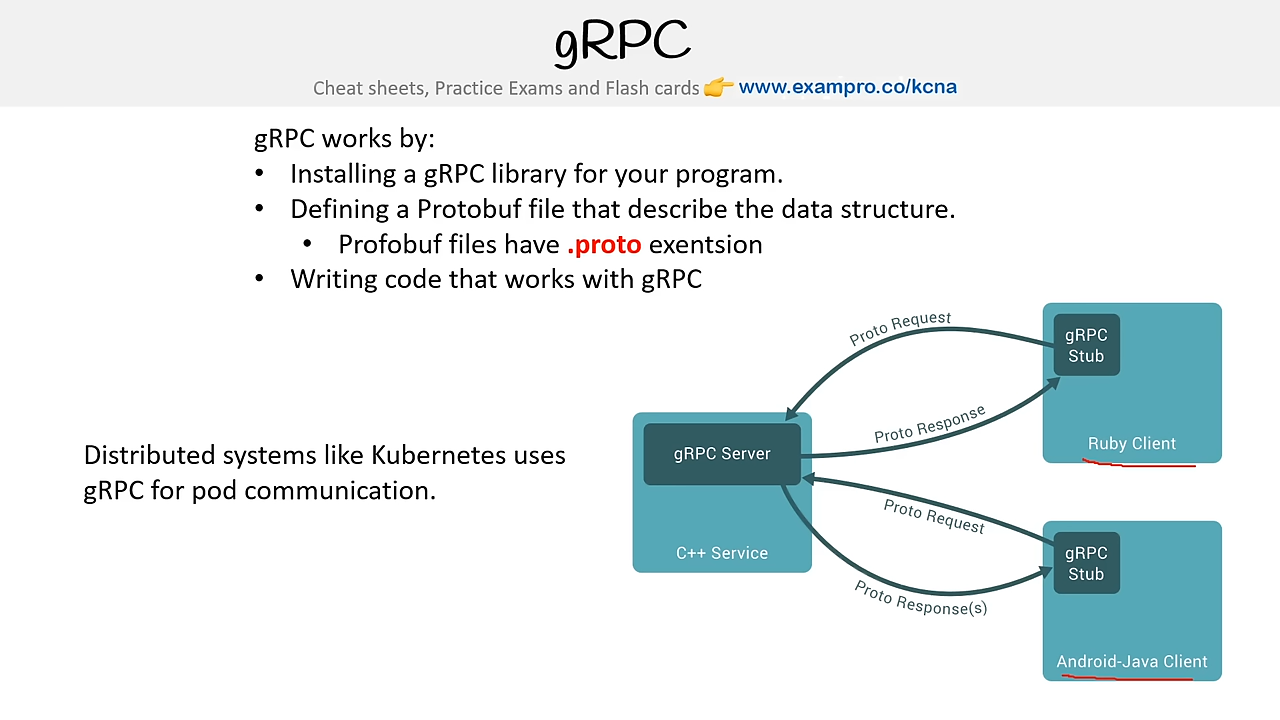 gRPC
Cheat sheets, Practice Exams and Flash cards 👉 www.exampro.co/kcna
gRPC works by:
• Installing a gRPC library for your program.
• Defining a Protobuf file that describe the data structure.
• Profobuf files have .proto exentsion
• Writing code that works with gRPC
Distributed systems like Kubernetes uses
gRPC for pod communication.
gRPC Server
C++ Service
Proto Request
Proto Response
Proto Request
Proto Response(s)
gRPC
Stub
Ruby Client
gRPC
Stub
Android-Java Client